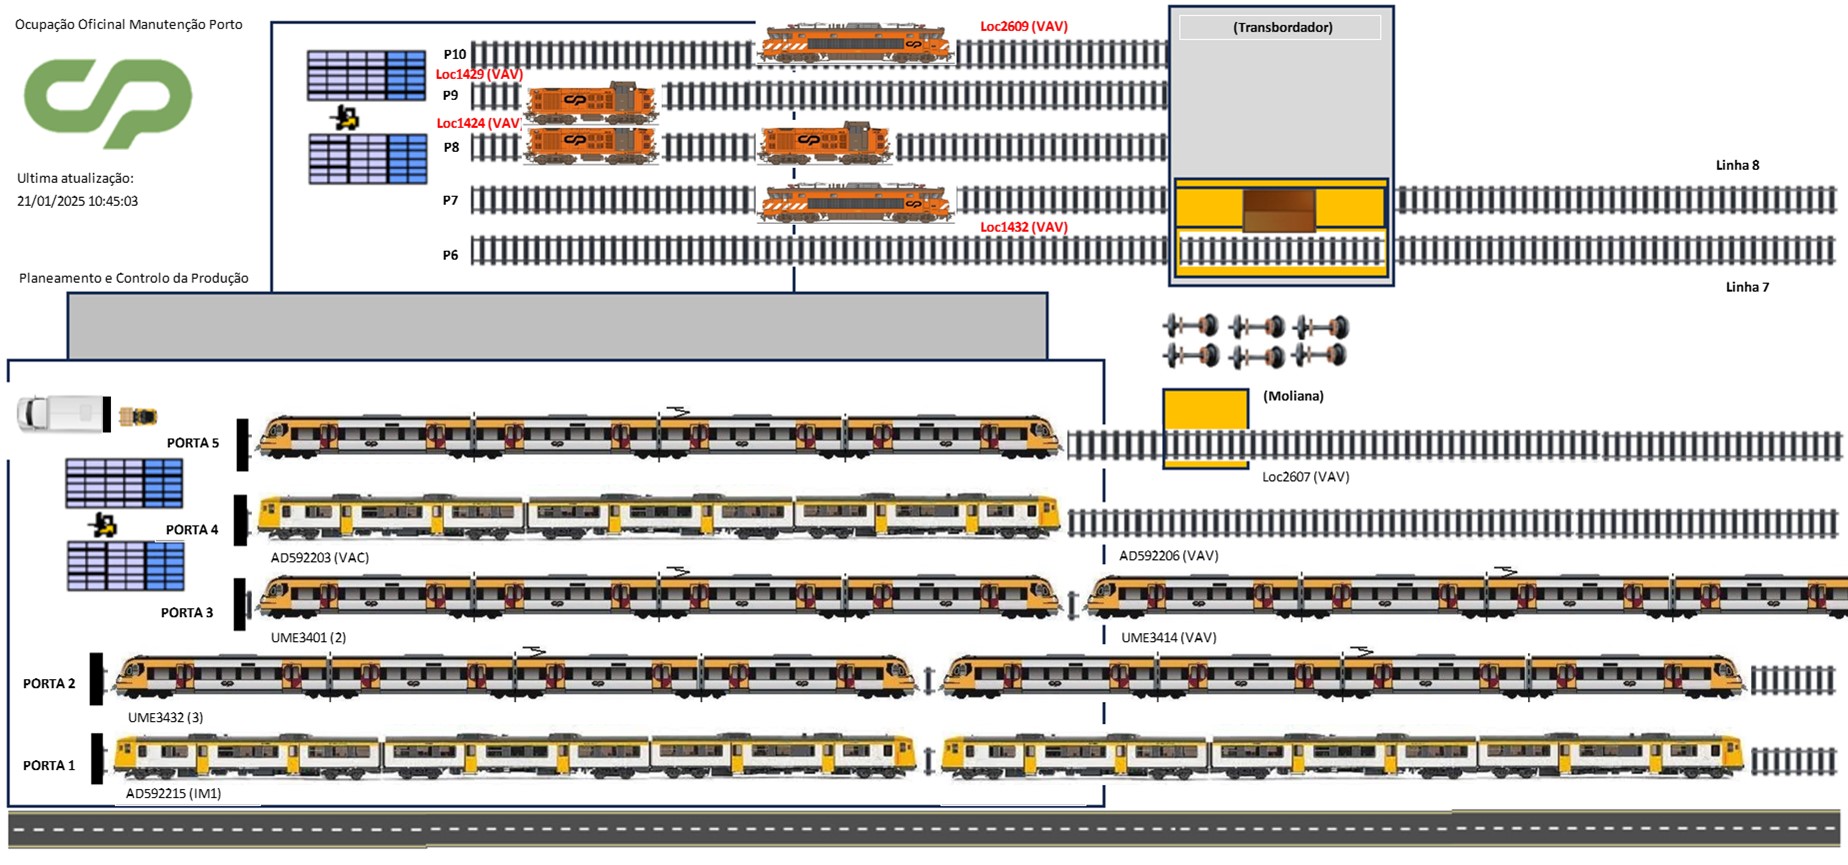 Ocupação Oficinal Manutenção Porto
Loc2609 (VAV)
(Transbordador)
P10
Loc1429 (VAV)
P9
Loc1424 (VAV)
P8
Ultima atualização:
21/01/2025 10:45:03
Linha 8
P7
Loc1432 (VAV)
P6
Planeamento e Controlo da Produção
Linha 7
(Moliana)
PORTA 5
Loc2607 (VAV)
PORTA 4
AD592203 (VAC)
AD592206 (VAV)
PORTA 3
UME3401 (2)
UME3414 (VAV)
PORTA 2
UME3432 (3)
PORTA 1
AD592215 (IM1)